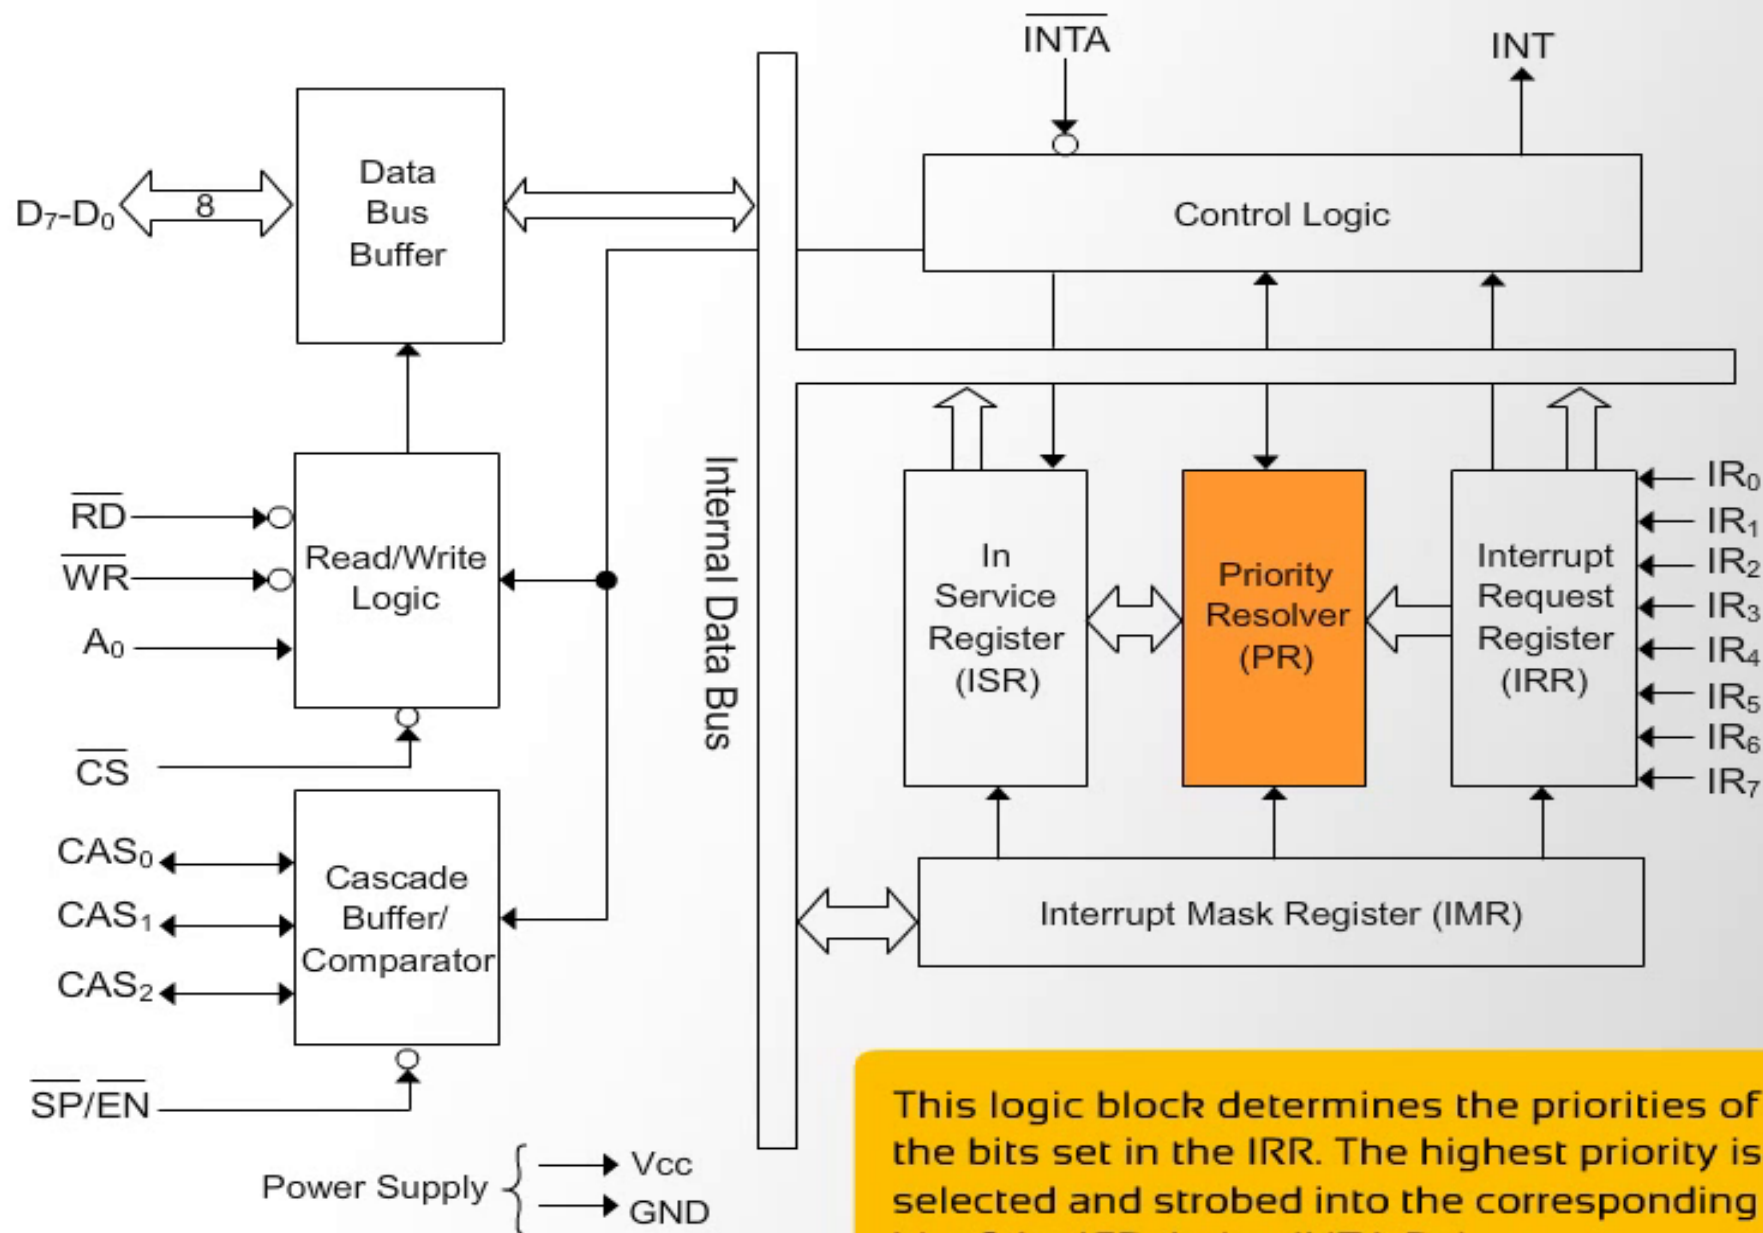 INTA
INT
Data
Bus
Buffer
D₇-D₀
8
Control Logic
RD
WR
A₀
CS
Read/Write
Logic
Internal Data Bus
In
Service
Register
(ISR)
Priority
Resolver
(PR)
Interrupt
Request
Register
(IRR)
IR₀
IR₁
IR₂
IR₃
IR₄
IR₅
IR₆
IR₇
CAS₀
CAS₁
CAS₂
Cascade
Buffer/
Comparator
SP/EN
Interrupt Mask Register (IMR)
Power Supply
Vcc
GND
This logic block determines the priorities of
the bits set in the IRR. The highest priority is
selected and strobed into the corresponding